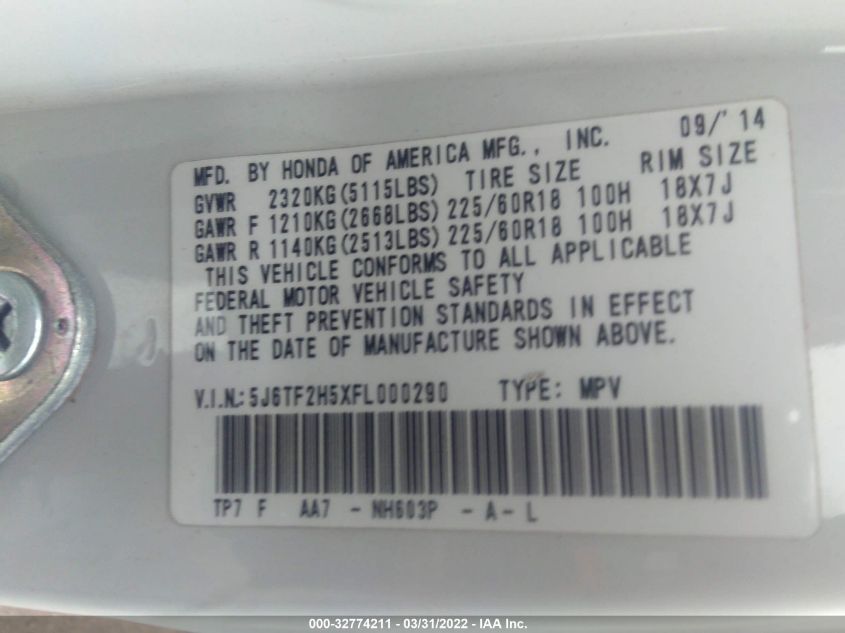 09/'14
MFD. BY HONDA OF AMERICA MFG., INC.
GVWR 2320KG(5115LBS) TIRE SIZE RIM SIZE
GAWR F 1210KG(2668LBS) 225/60R18 100H 18X7J
GAWR R 1140KG(2513LBS) 225/60R18 100H 18X7J
THIS VEHICLE CONFORMS TO ALL APPLICABLE
FEDERAL MOTOR VEHICLE SAFETY
AND THEFT PREVENTION STANDARDS IN EFFECT
ON THE DATE OF MANUFACTURE SHOWN ABOVE.
V.I.N.: 5J6TF2H5XFL000290 TYPE: MPV
TP7 F AA7 - NH603P - A - L
000-32774211 - 03/31/2022 - IAA Inc.